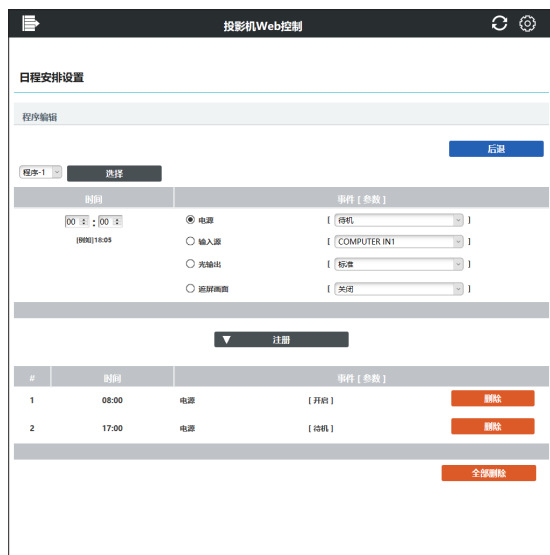 投影机Web控制
日程安排设置
程序编辑
后退
程序-1 选择
时间 事件 [ 参数 ]
00 : 00 电源 [ 待机 ]
[例如]18:05 输入源 [ COMPUTER IN1 ]
光输出 [ 标准 ]
遮屏画面 [ 关闭 ]
▼ 注册
# 时间 事件 [ 参数 ]
1 08:00 电源 [ 开启 ] 删除
2 17:00 电源 [ 待机 ] 删除
全部删除